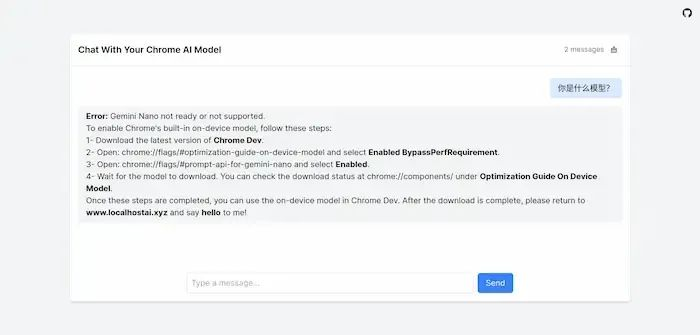 Chat With Your Chrome AI Model
2 messages
你是什么模型?
Error: Gemini Nano not ready or not supported.
To enable Chrome's built-in on-device model, follow these steps:
1- Download the latest version of Chrome Dev.
2- Open: chrome://flags/#optimization-guide-on-device-model and select Enabled BypassPerfRequirement.
3- Open: chrome://flags/#prompt-api-for-gemini-nano and select Enabled.
4- Wait for the model to download. You can check the download status at chrome://components/ under Optimization Guide On Device
Model.
Once these steps are completed, you can use the on-device model in Chrome Dev. After the download is complete, please return to
www.localhostai.xyz and say hello to me!
Type a message...
Send